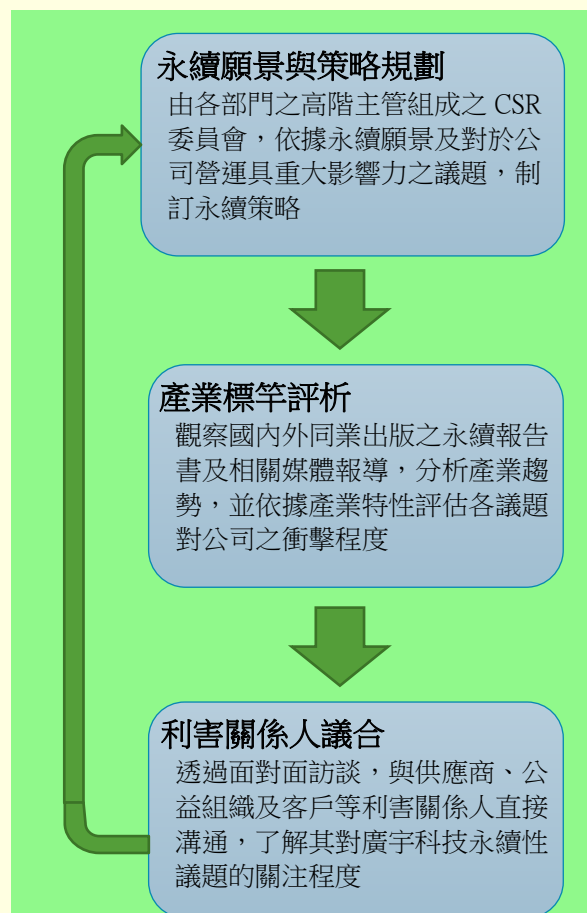 永續願景與策略規劃
由各部門之高階主管組成之 CSR
委員會，依據永續願景及對於公
司營運具重大影響力之議題，制
訂永續策略
產業標竿評析
觀察國內外同業出版之永續報告
書及相關媒體報導，分析產業趨
勢，並依據產業特性評估各議題
對公司之衝擊程度
利害關係人議合
透過面對面訪談，與供應商、公
益組織及客戶等利害關係人直接
溝通，了解其對廣宇科技永續性
議題的關注程度